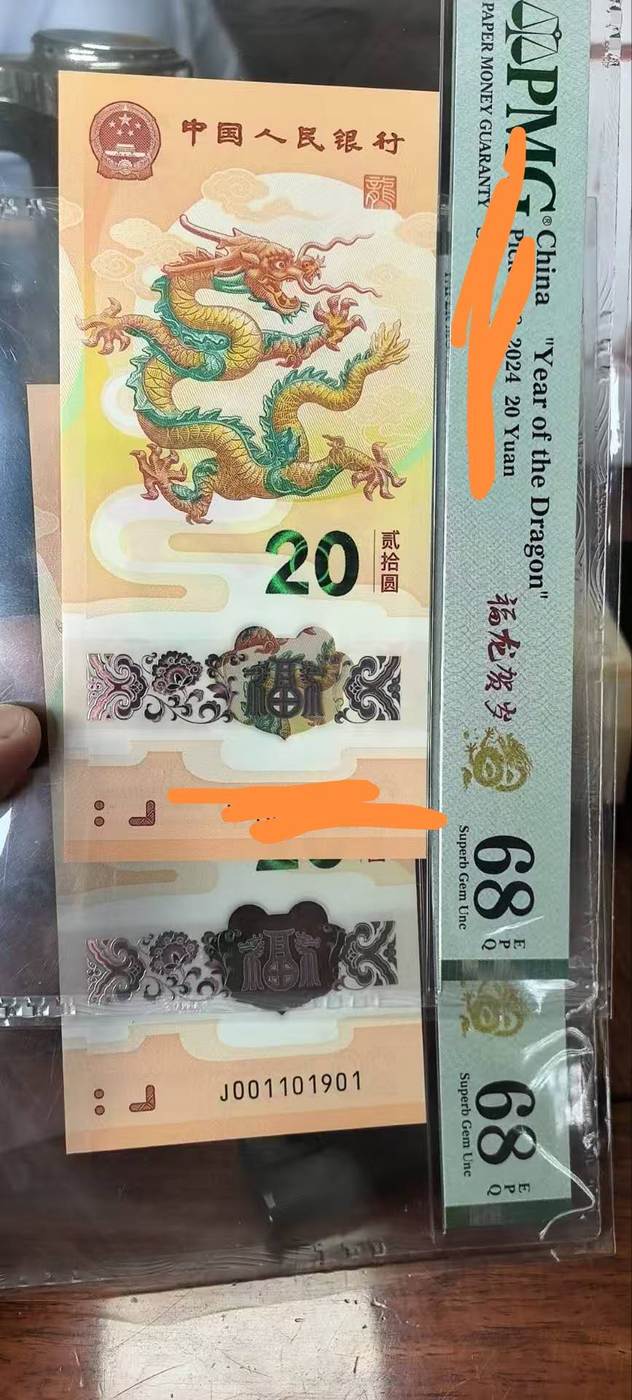 中国人民银行
龍
20
贰拾圆
福
20
福
J001101901
PMG®
PAPER MONEY GUARANTY
China "Year of the Dragon"
2024 20 Yuan
福龙贺岁
68 EPQ
Superb Gem Unc
68 EPQ
Superb Gem Unc